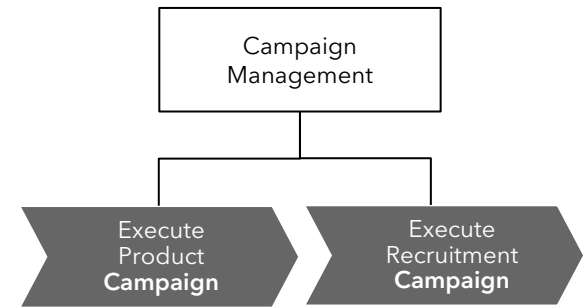 Campaign
Management
Execute
Product
Campaign
Execute
Recruitment
Campaign